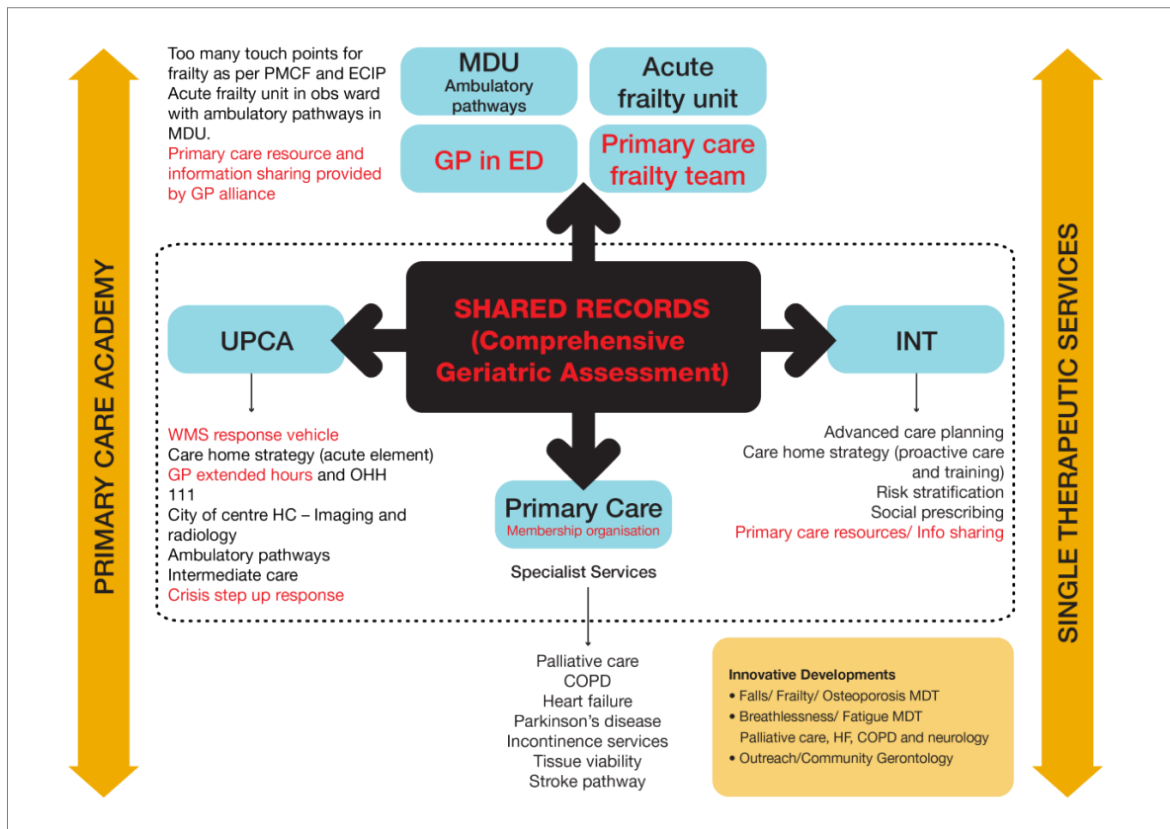 Too many touch points for
frailty as per PMCF and ECIP
Acute frailty unit in obs ward
with ambulatory pathways in
MDU.
Primary care resource and
information sharing provided
by GP alliance
MDU
Ambulatory
pathways
Acute
frailty unit
GP in ED
Primary care
frailty team
PRIMARY CARE ACADEMY
SINGLE THERAPEUTIC SERVICES
SHARED RECORDS
(Comprehensive
Geriatric Assessment)
UPCA
INT
WMS response vehicle
Care home strategy (acute element)
GP extended hours and OHH
111
City of centre HC – Imaging and
radiology
Ambulatory pathways
Intermediate care
Crisis step up response
Primary Care
Membership organisation
Specialist Services
Advanced care planning
Care home strategy (proactive care
and training)
Risk stratification
Social prescribing
Primary care resources/ Info sharing
Palliative care
COPD
Heart failure
Parkinson's disease
Incontinence services
Tissue viability
Stroke pathway
Innovative Developments
• Falls/ Frailty/ Osteoporosis MDT
• Breathlessness/ Fatigue MDT
Palliative care, HF, COPD and neurology
• Outreach/Community Gerontology